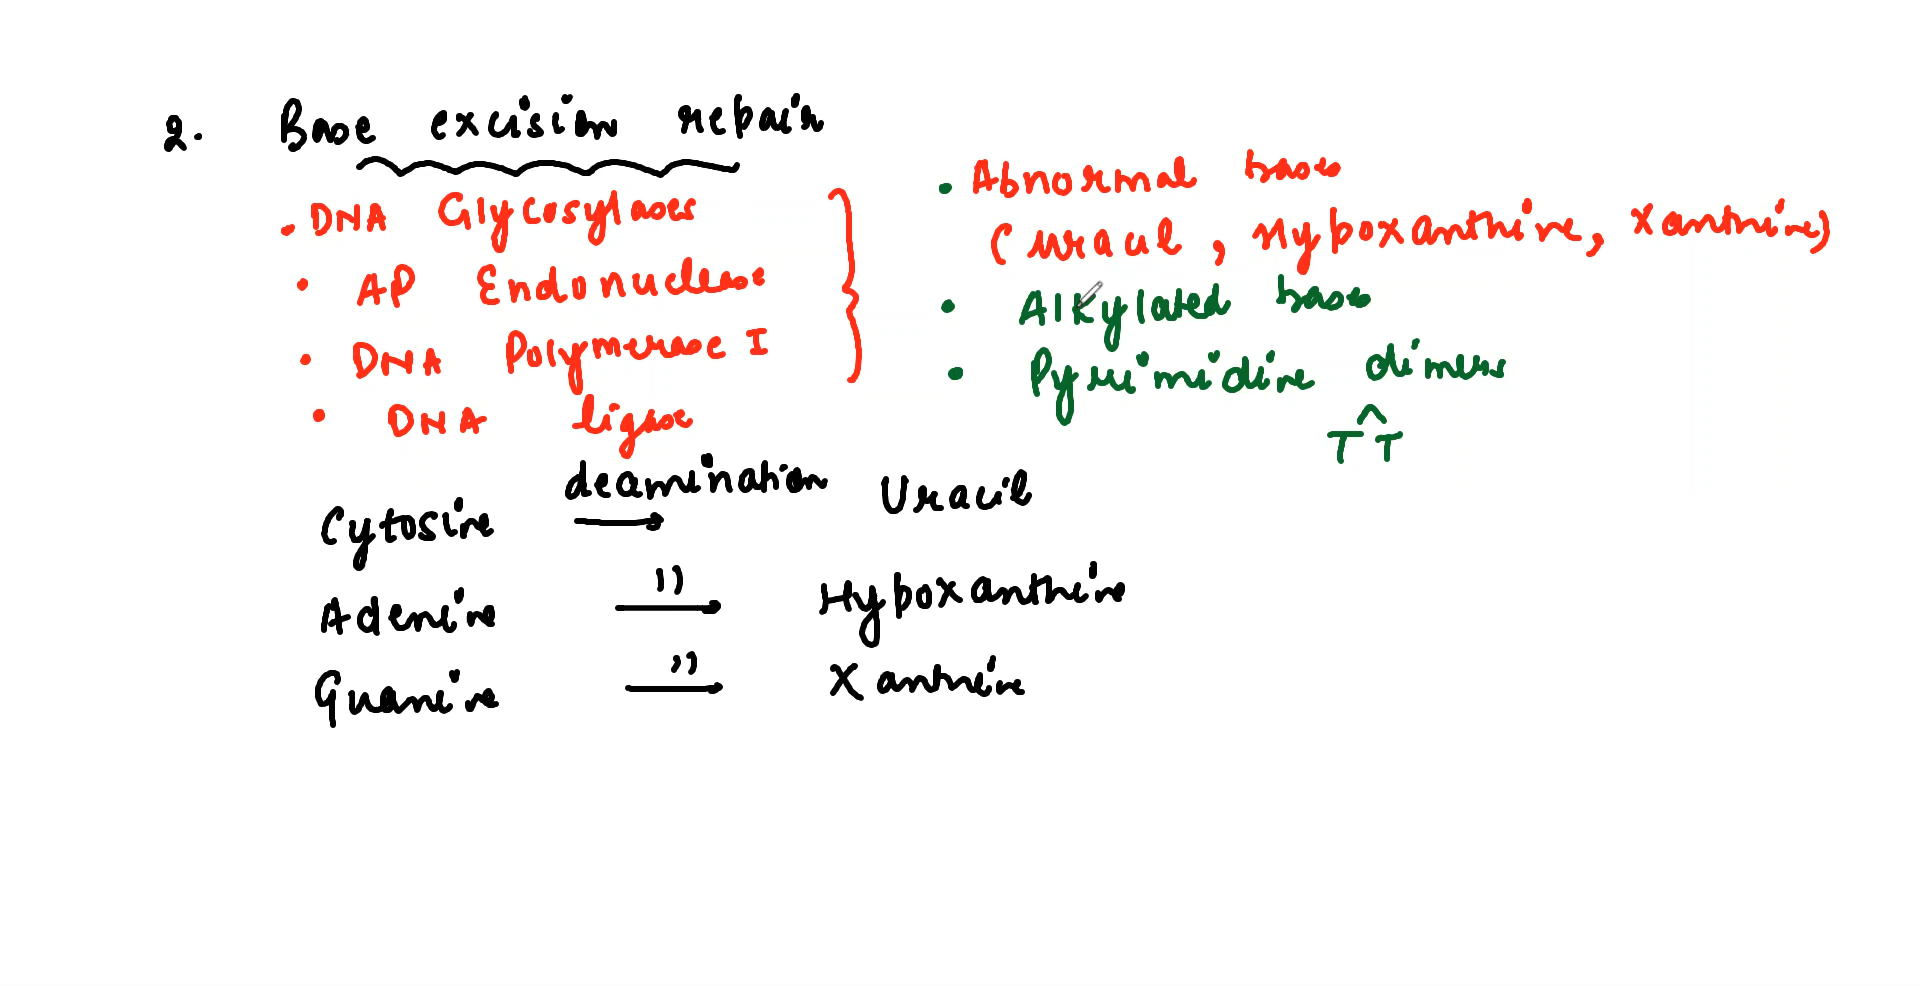 2. Base excision repair
• DNA Glycosylases
• AP Endonuclease
• DNA Polymerase I
• DNA ligase
• Abnormal bases
(uracil, Hypoxanthine, Xanthine)
• Alkylated bases
• Pyrimidine dimers
T^T
Cytosine deamination → Uracil
Adenine '' → Hypoxanthine
Guanine '' → Xanthine